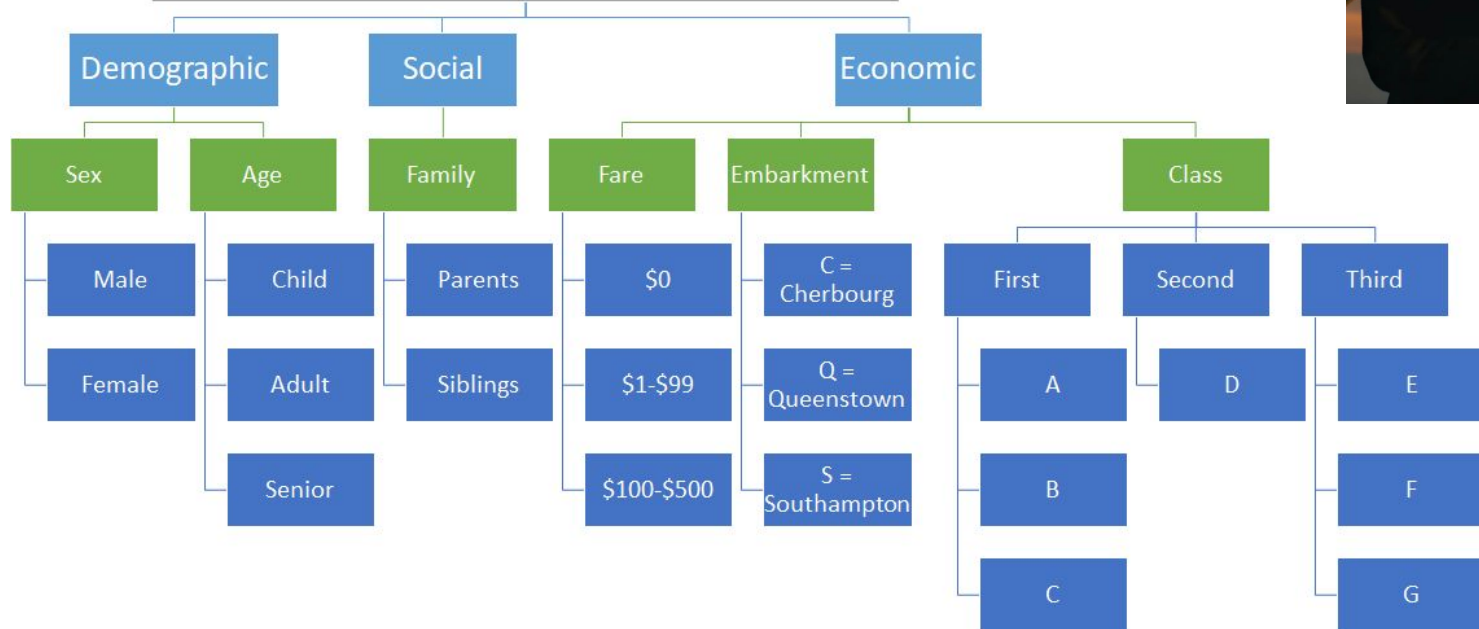 Demographic
Social
Economic
Sex
Age
Family
Fare
Embarkment
Class
Male
Child
Parents
$0
C =
Cherbourg
First
Second
Third
Female
Adult
Siblings
$1-$99
Q =
Queenstown
A
D
E
Senior
$100-$500
S =
Southampton
B
F
C
G